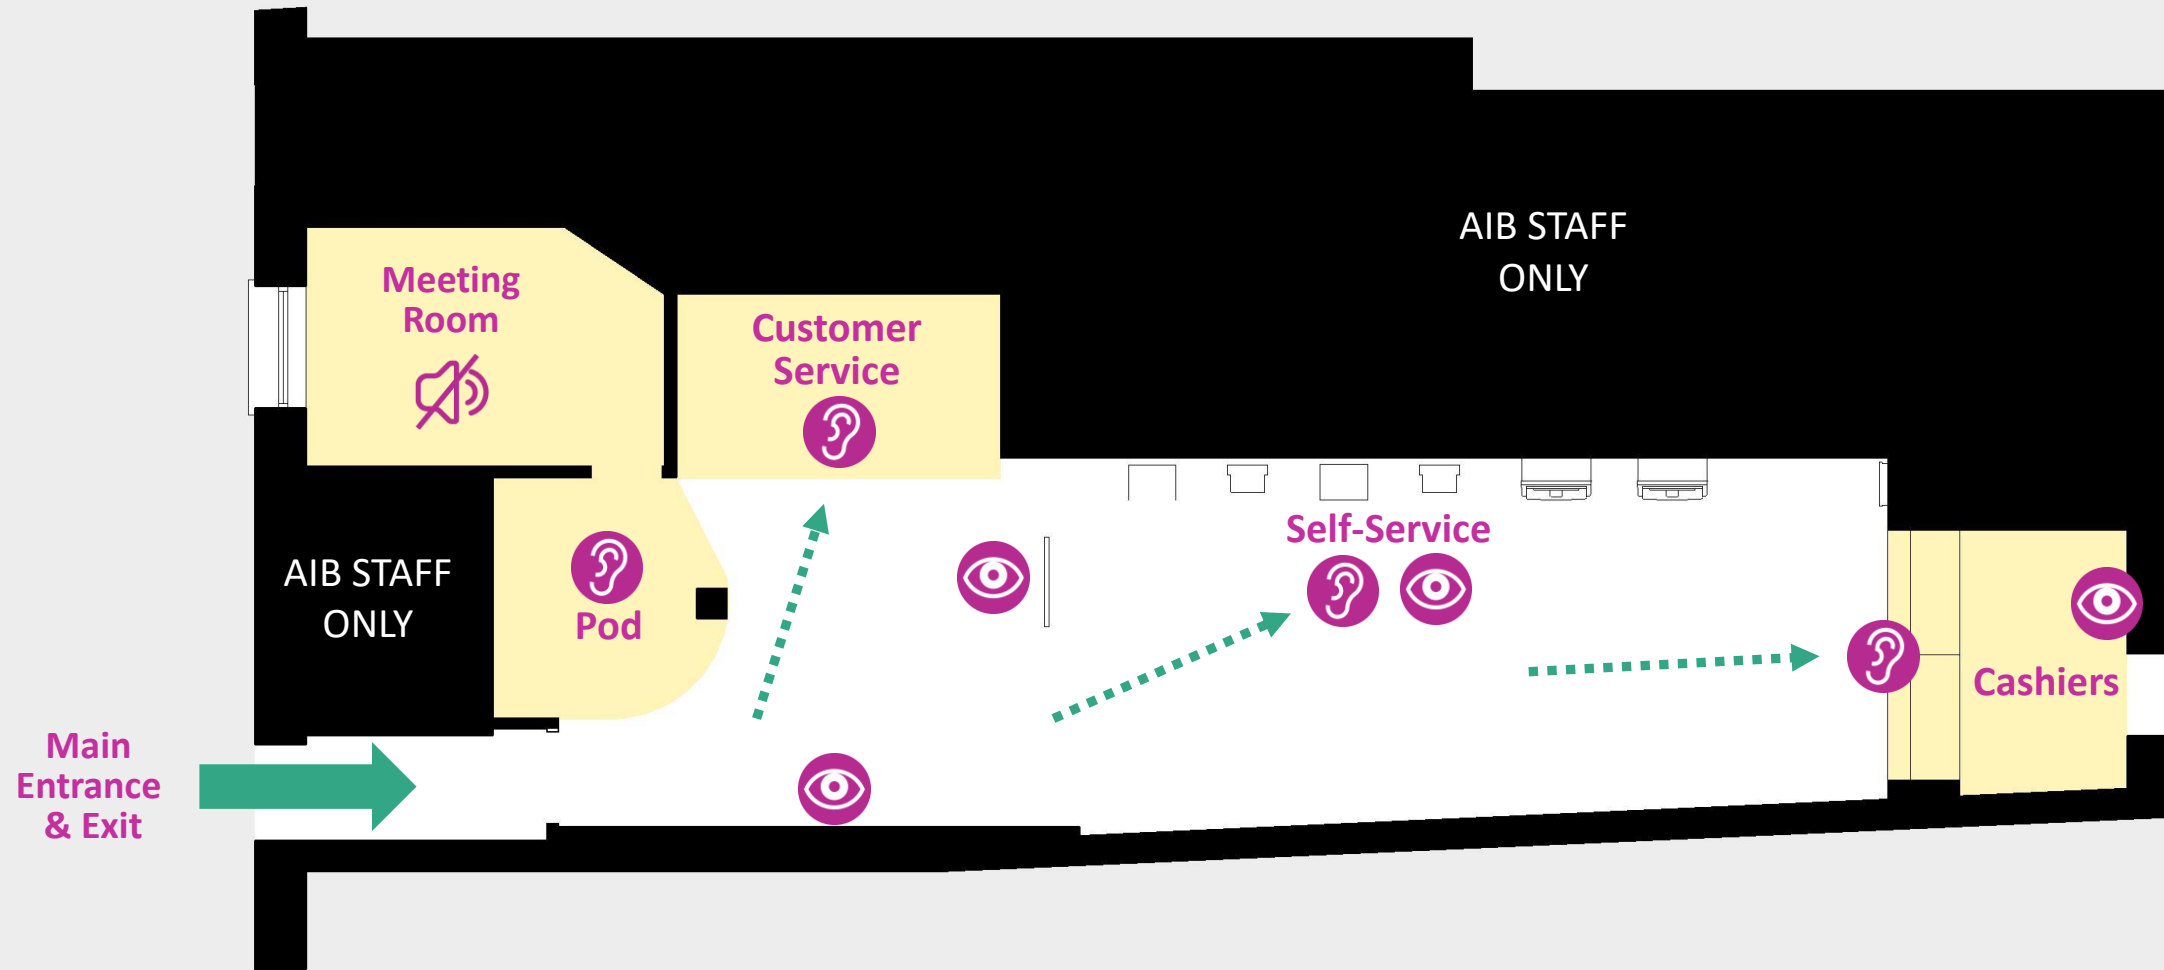 AIB STAFF
ONLY
Meeting
Room
Customer
Service
Self-Service
AIB STAFF
ONLY
Pod
Cashiers
Main
Entrance
& Exit